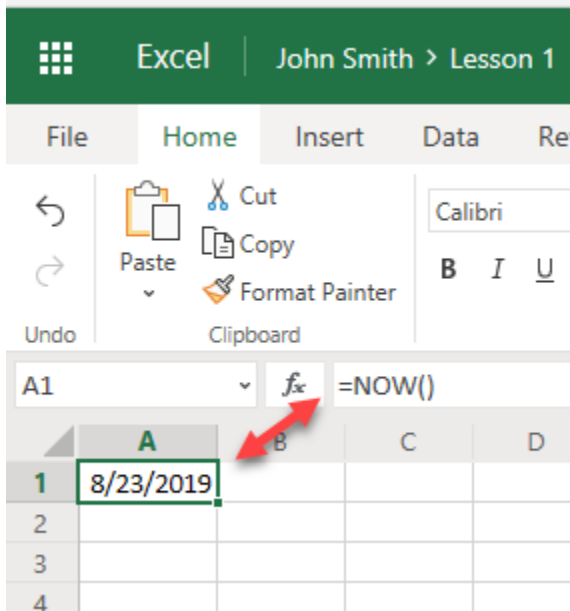 Excel John Smith > Lesson 1
File Home Insert Data Re
Cut
Copy
Paste
Format Painter
Calibri
B I U
Undo Clipboard
A1 fx =NOW()
A B C D
1 8/23/2019
2
3
4